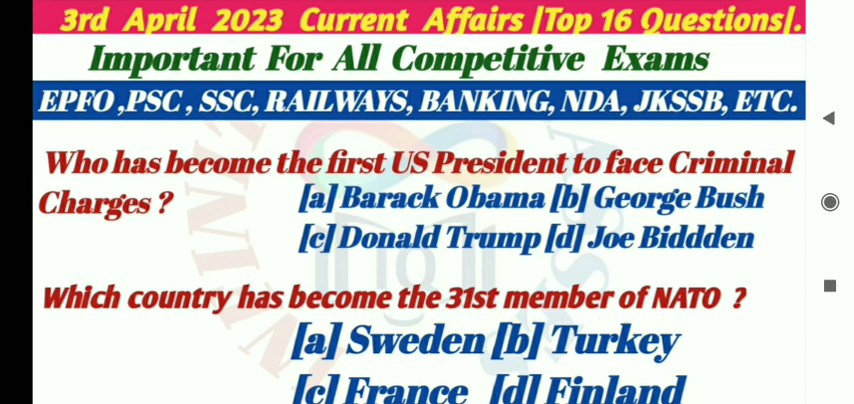 3rd April 2023 Current Affairs |Top 16 Questions|.
Important For All Competitive Exams
EPFO ,PSC , SSC, RAILWAYS, BANKING, NDA, JKSSB, ETC.
Who has become the first US President to face Criminal
Charges ? [a] Barack Obama [b] George Bush
[c] Donald Trump [d] Joe Biddden
Which country has become the 31st member of NATO ?
[a] Sweden [b] Turkey
[c] France [d] Finland